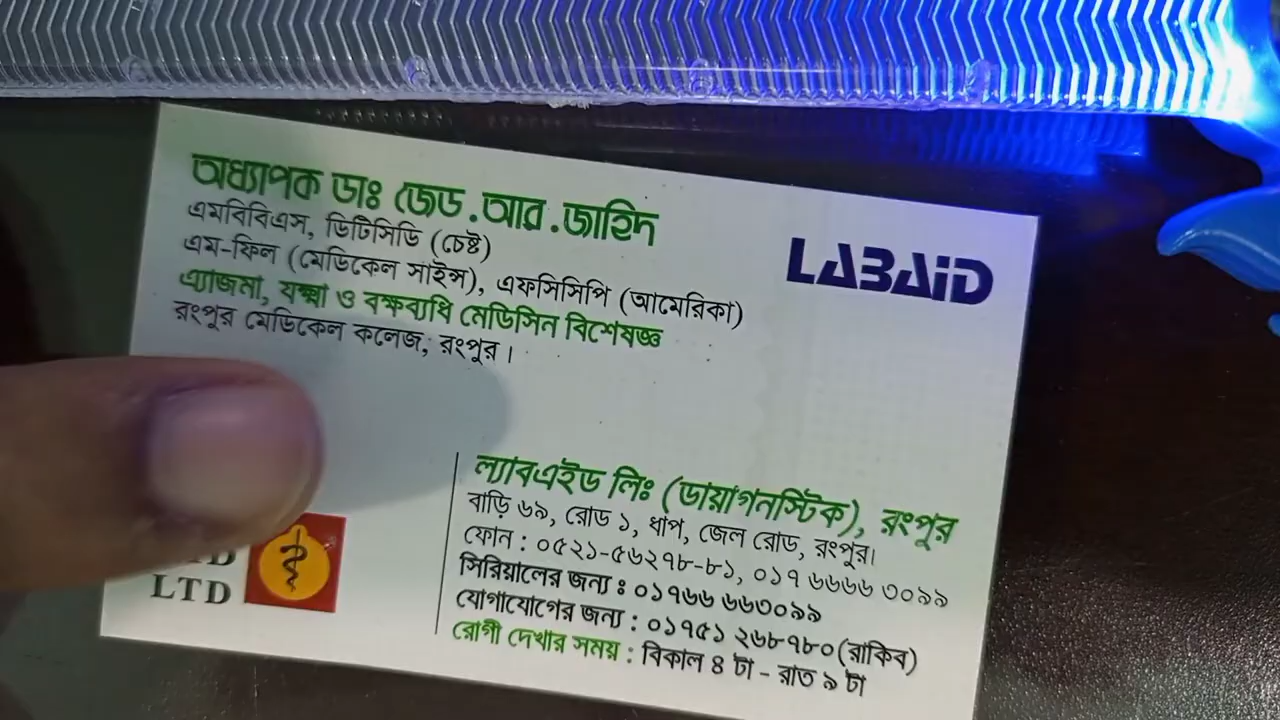 অধ্যাপক ডাঃ জেড.আর.জাহিদ
এমবিবিএস, ডিটিসিডি (চেষ্ট)
এম-ফিল (মেডিকেল সাইন্স), এফসিসিপি (আমেরিকা)
এ্যাজমা, যক্ষ্মা ও বক্ষব্যধি মেডিসিন বিশেষজ্ঞ
রংপুর মেডিকেল কলেজ, রংপুর।
LABAiD
ল্যাবএইড লিঃ (ডায়াগনস্টিক), রংপুর
বাড়ি ৬৯, রোড ১, ধাপ, জেল রোড, রংপুর।
ফোন : ০৫২১-৫৬২৭৮-৮১, ০১৭ ৬৬৬৬ ৩০৯৯
সিরিয়ালের জন্য : ০১৭৬৬ ৬৬৩০৯৯
যোগাযোগের জন্য : ০১৭৫১ ২৬৮৭৮০(রাকিব)
রোগী দেখার সময় : বিকাল ৪ টা - রাত ৯ টা
LTD